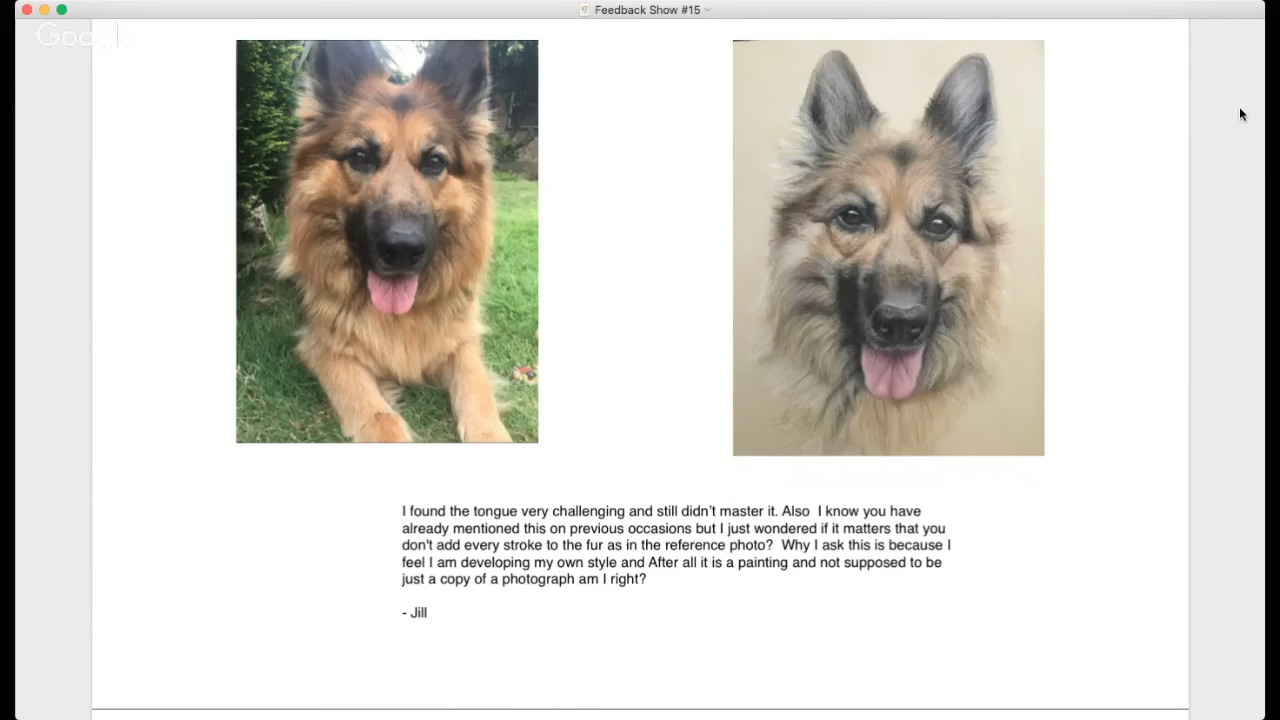 Feedback Show #15
Google
I found the tongue very challenging and still didn't master it. Also  I know you have
already mentioned this on previous occasions but I just wondered if it matters that you
don't add every stroke to the fur as in the reference photo?  Why I ask this is because I
feel I am developing my own style and After all it is a painting and not supposed to be
just a copy of a photograph am I right?
- Jill